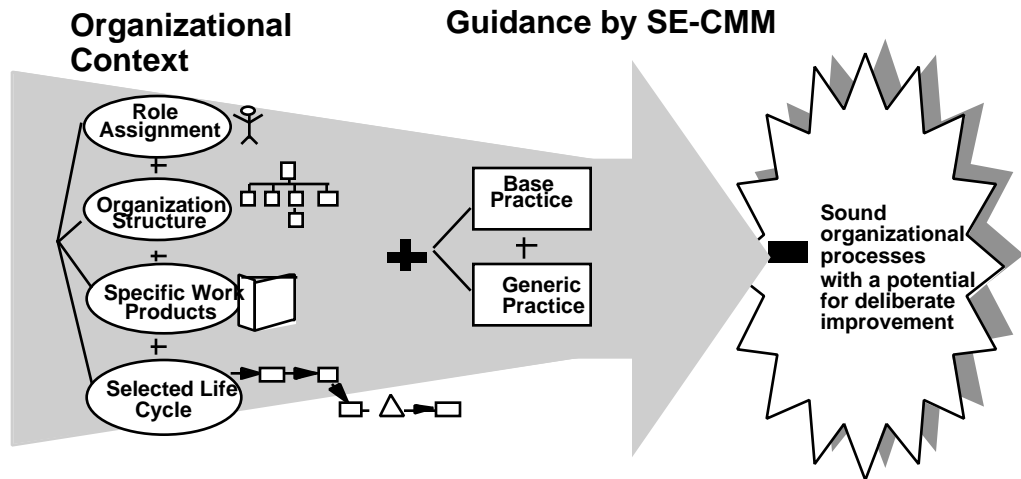 Organizational
Context
Guidance by SE-CMM
Role
Assignment
+
Organization
Structure
+
Specific Work
Products
+
Selected Life
Cycle
+
Base
Practice
+
Generic
Practice
Sound
organizational
processes
with a potential
for deliberate
improvement